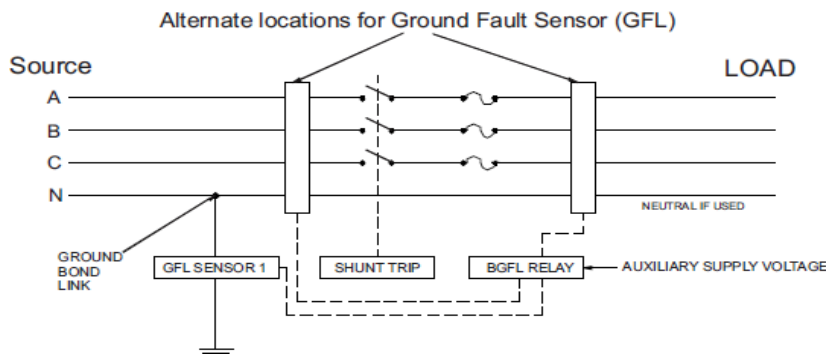 Alternate locations for Ground Fault Sensor (GFL)
Source
LOAD
A
B
C
N
NEUTRAL IF USED
GROUND
BOND
LINK
GFL SENSOR 1
SHUNT TRIP
BGFL RELAY
AUXILIARY SUPPLY VOLTAGE